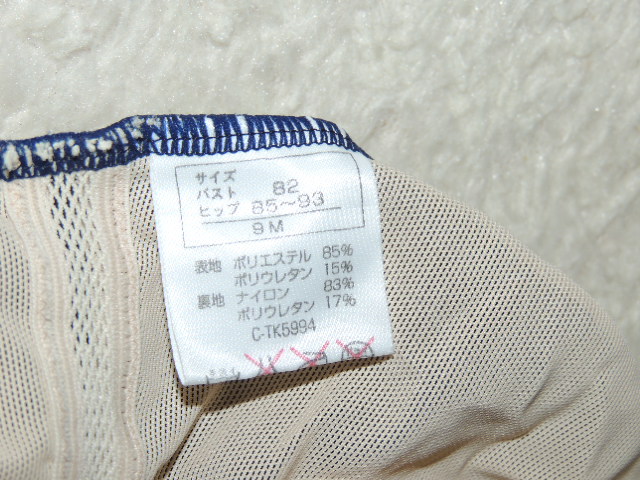 サイズ
バスト 82
ヒップ 85〜93
9M
表地 ポリエステル 85%
ポリウレタン 15%
裏地 ナイロン 83%
ポリウレタン 17%
C-TK5994